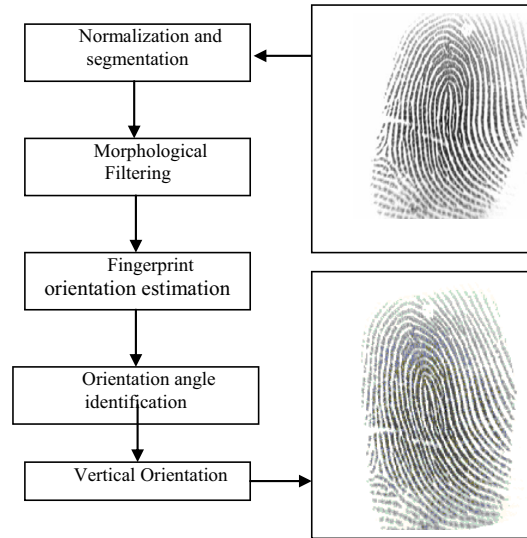 Normalization and
segmentation
Morphological
Filtering
Fingerprint
orientation estimation
Orientation angle
identification
Vertical Orientation